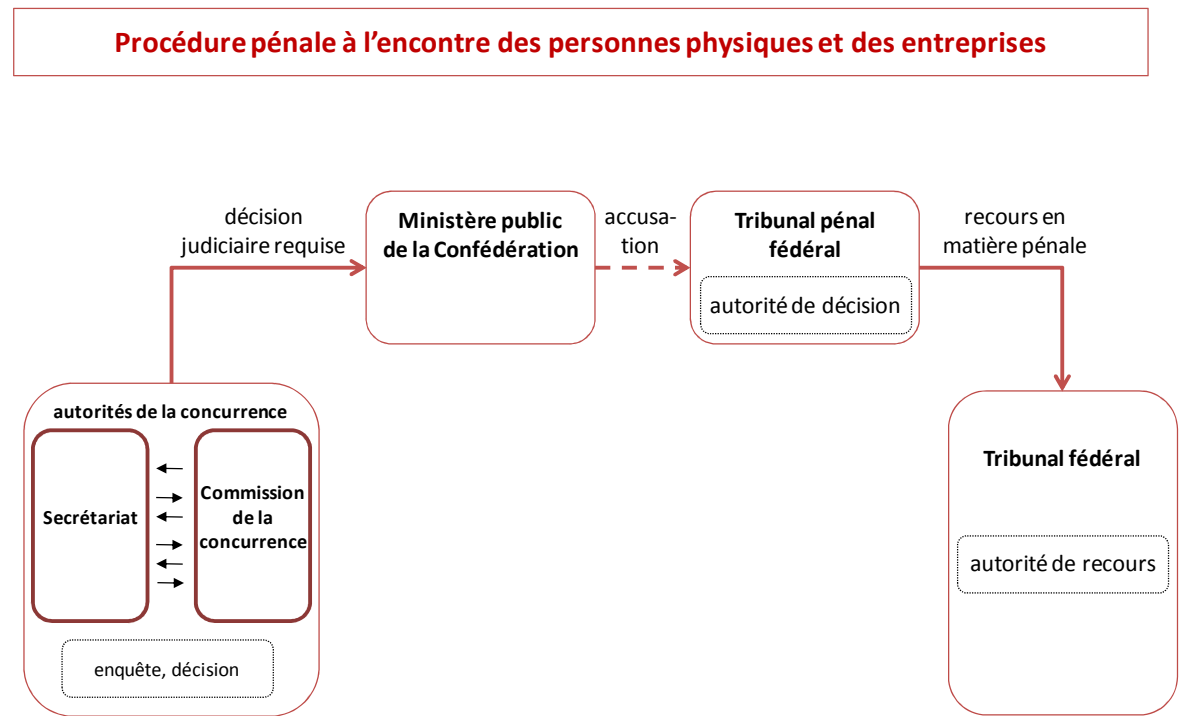 Procédure pénale à l'encontre des personnes physiques et des entreprises
décision
judiciaire requise
Ministère public
de la Confédération
accusa-
tion
Tribunal pénal
fédéral
autorité de décision
recours en
matière pénale
autorités de la concurrence
Secrétariat
Commission
de la
concurrence
enquête, décision
Tribunal fédéral
autorité de recours